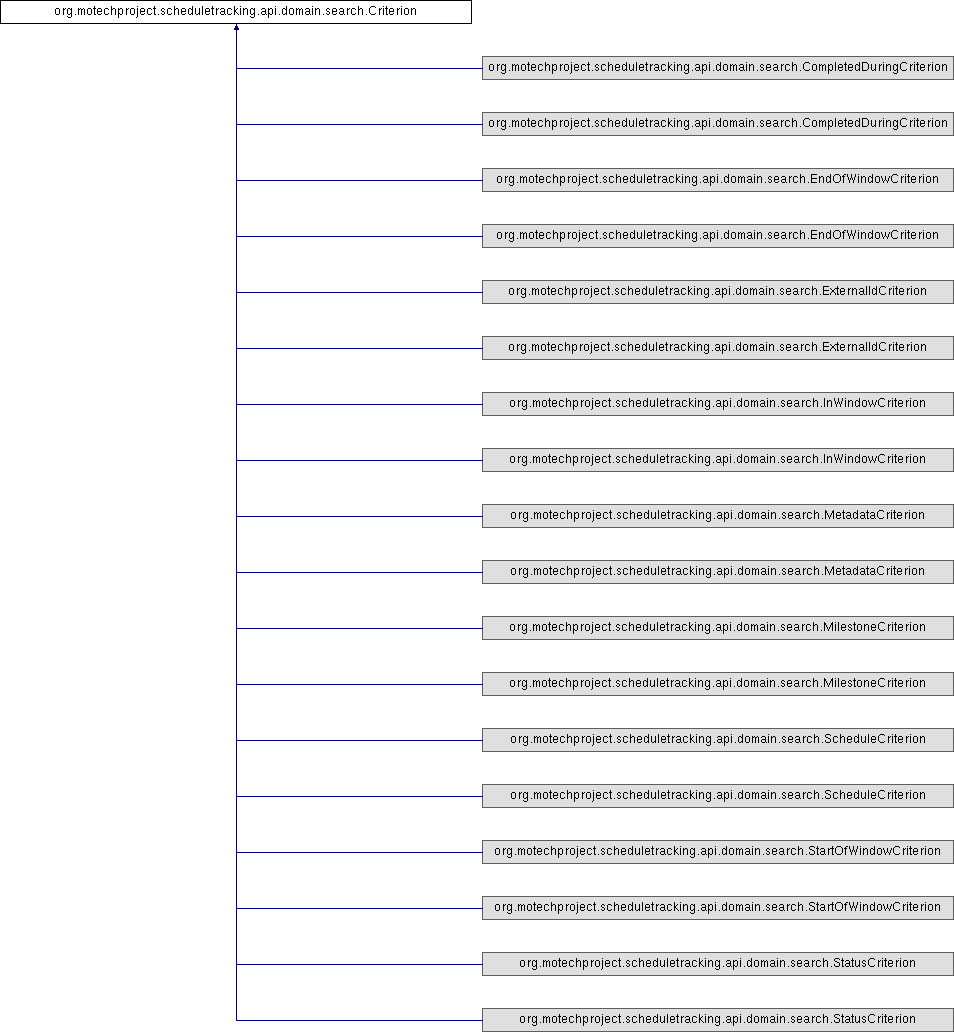 org.motechproject.scheduletracking.api.domain.search.Criterion
org.motechproject.scheduletracking.api.domain.search.CompletedDuringCriterion
org.motechproject.scheduletracking.api.domain.search.CompletedDuringCriterion
org.motechproject.scheduletracking.api.domain.search.EndOfWindowCriterion
org.motechproject.scheduletracking.api.domain.search.EndOfWindowCriterion
org.motechproject.scheduletracking.api.domain.search.ExternalIdCriterion
org.motechproject.scheduletracking.api.domain.search.ExternalIdCriterion
org.motechproject.scheduletracking.api.domain.search.InWindowCriterion
org.motechproject.scheduletracking.api.domain.search.InWindowCriterion
org.motechproject.scheduletracking.api.domain.search.MetadataCriterion
org.motechproject.scheduletracking.api.domain.search.MetadataCriterion
org.motechproject.scheduletracking.api.domain.search.MilestoneCriterion
org.motechproject.scheduletracking.api.domain.search.MilestoneCriterion
org.motechproject.scheduletracking.api.domain.search.ScheduleCriterion
org.motechproject.scheduletracking.api.domain.search.ScheduleCriterion
org.motechproject.scheduletracking.api.domain.search.StartOfWindowCriterion
org.motechproject.scheduletracking.api.domain.search.StartOfWindowCriterion
org.motechproject.scheduletracking.api.domain.search.StatusCriterion
org.motechproject.scheduletracking.api.domain.search.StatusCriterion